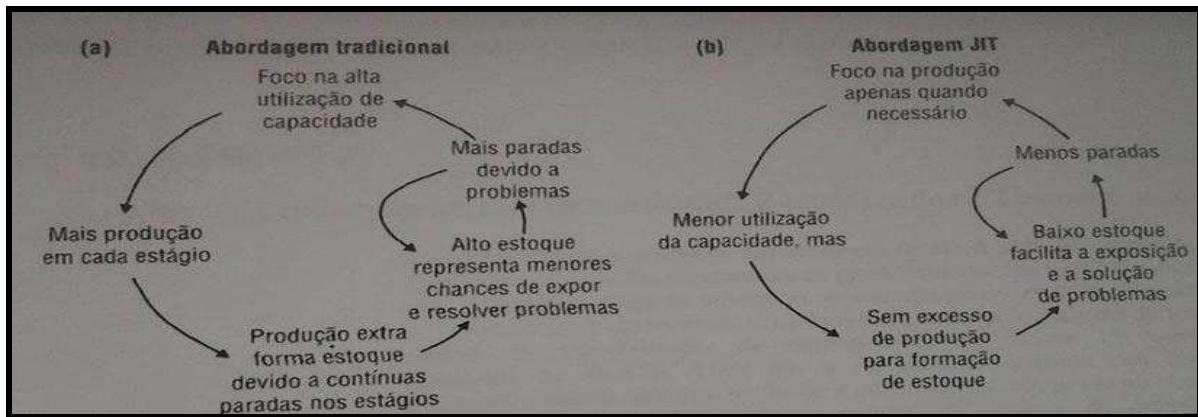 (a) Abordagem tradicional
Foco na alta
utilização de
capacidade
Mais paradas
devido a
problemas
Mais produção
em cada estágio
Alto estoque
representa menores
chances de expor
e resolver problemas
Produção extra
forma estoque
devido a contínuas
paradas nos estágios
(b) Abordagem JIT
Foco na produção
apenas quando
necessário
Menos paradas
Menor utilização
da capacidade, mas
Baixo estoque
facilita a exposição
e a solução
de problemas
Sem excesso
de produção
para formação
de estoque